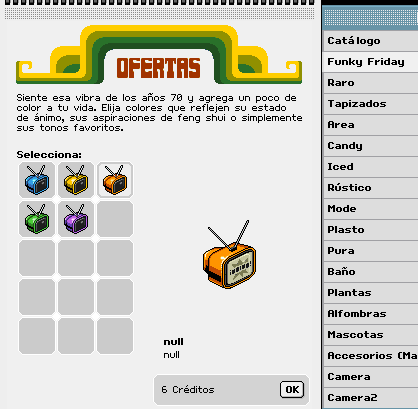 OFERTAS
Siente esa vibra de los años 70 y agrega un poco de
color a tu vida. Elija colores que reflejen su estado
de ánimo, sus aspiraciones de feng shui o simplemente
sus tonos favoritos.
Selecciona:
null
null
6 Créditos
OK
Catálogo
Funky Friday
Raro
Tapizados
Area
Candy
Iced
Rústico
Mode
Plasto
Pura
Baño
Plantas
Alfombras
Mascotas
Accesorios (Ma
Camera
Camera2